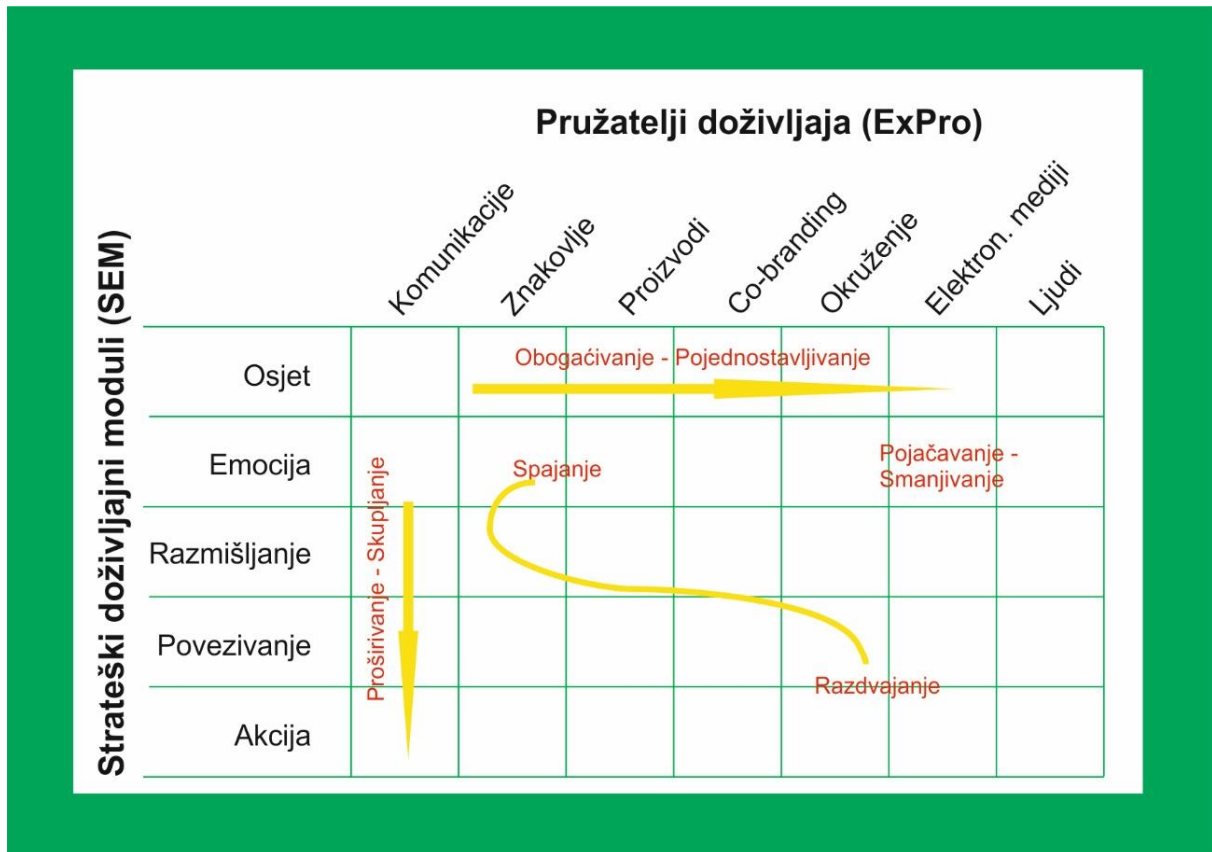 Pružatelji doživljaja (ExPro)
Strateški doživljajni moduli (SEM)
Komunikacije
Znakovlje
Proizvodi
Co-branding
Okruženje
Elektron. mediji
Ljudi
Osjet
Obogaćivanje - Pojednostavljivanje
Emocija
Spajanje
Pojačavanje -
Smanjivanje
Proširivanje - Skupljanje
Razmišljanje
Povezivanje
Razdvajanje
Akcija